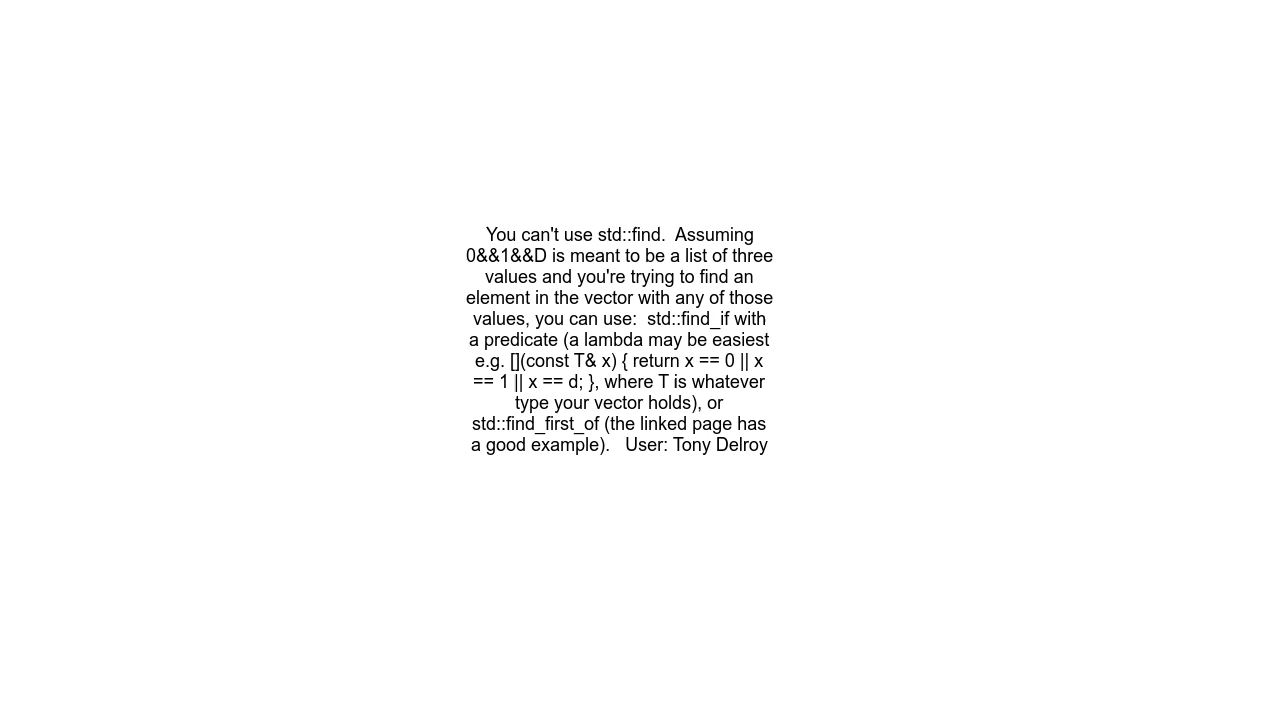 You can't use std::find.  Assuming
0&&1&&D is meant to be a list of three
values and you're trying to find an
element in the vector with any of those
values, you can use:  std::find_if with
a predicate (a lambda may be easiest
e.g. [](const T& x) { return x == 0 || x
== 1 || x == d; }, where T is whatever
type your vector holds), or
std::find_first_of (the linked page has
a good example).   User: Tony Delroy